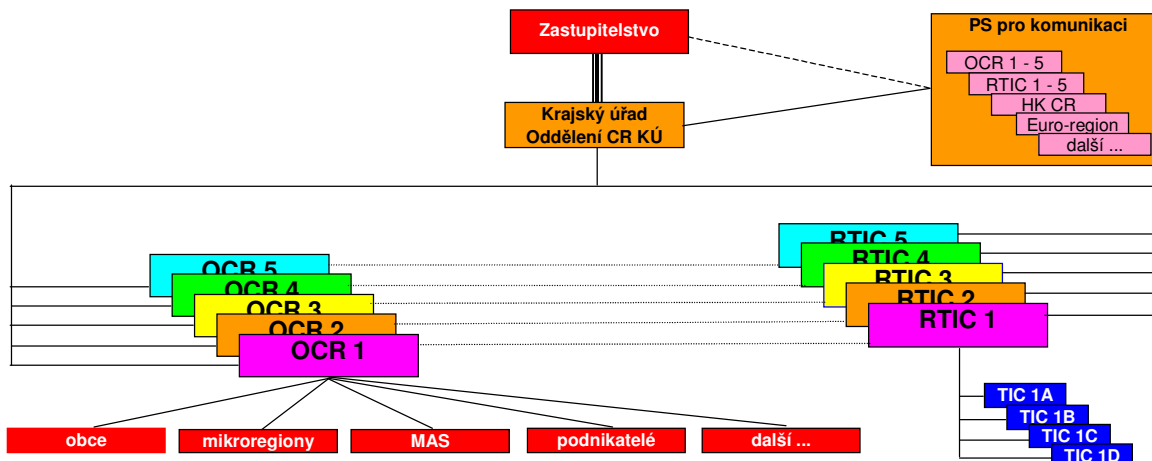 Zastupitelstvo
PS pro komunikaci
OCR 1 - 5
RTIC 1 - 5
HK CR
Euro-region
další ...
Krajský úřad
Oddělení CR KÚ
OCR 5
OCR 4
OCR 3
OCR 2
OCR 1
RTIC 5
RTIC 4
RTIC 3
RTIC 2
RTIC 1
TIC 1A
TIC 1B
TIC 1C
TIC 1D
obce
mikroregiony
MAS
podnikatelé
další ...